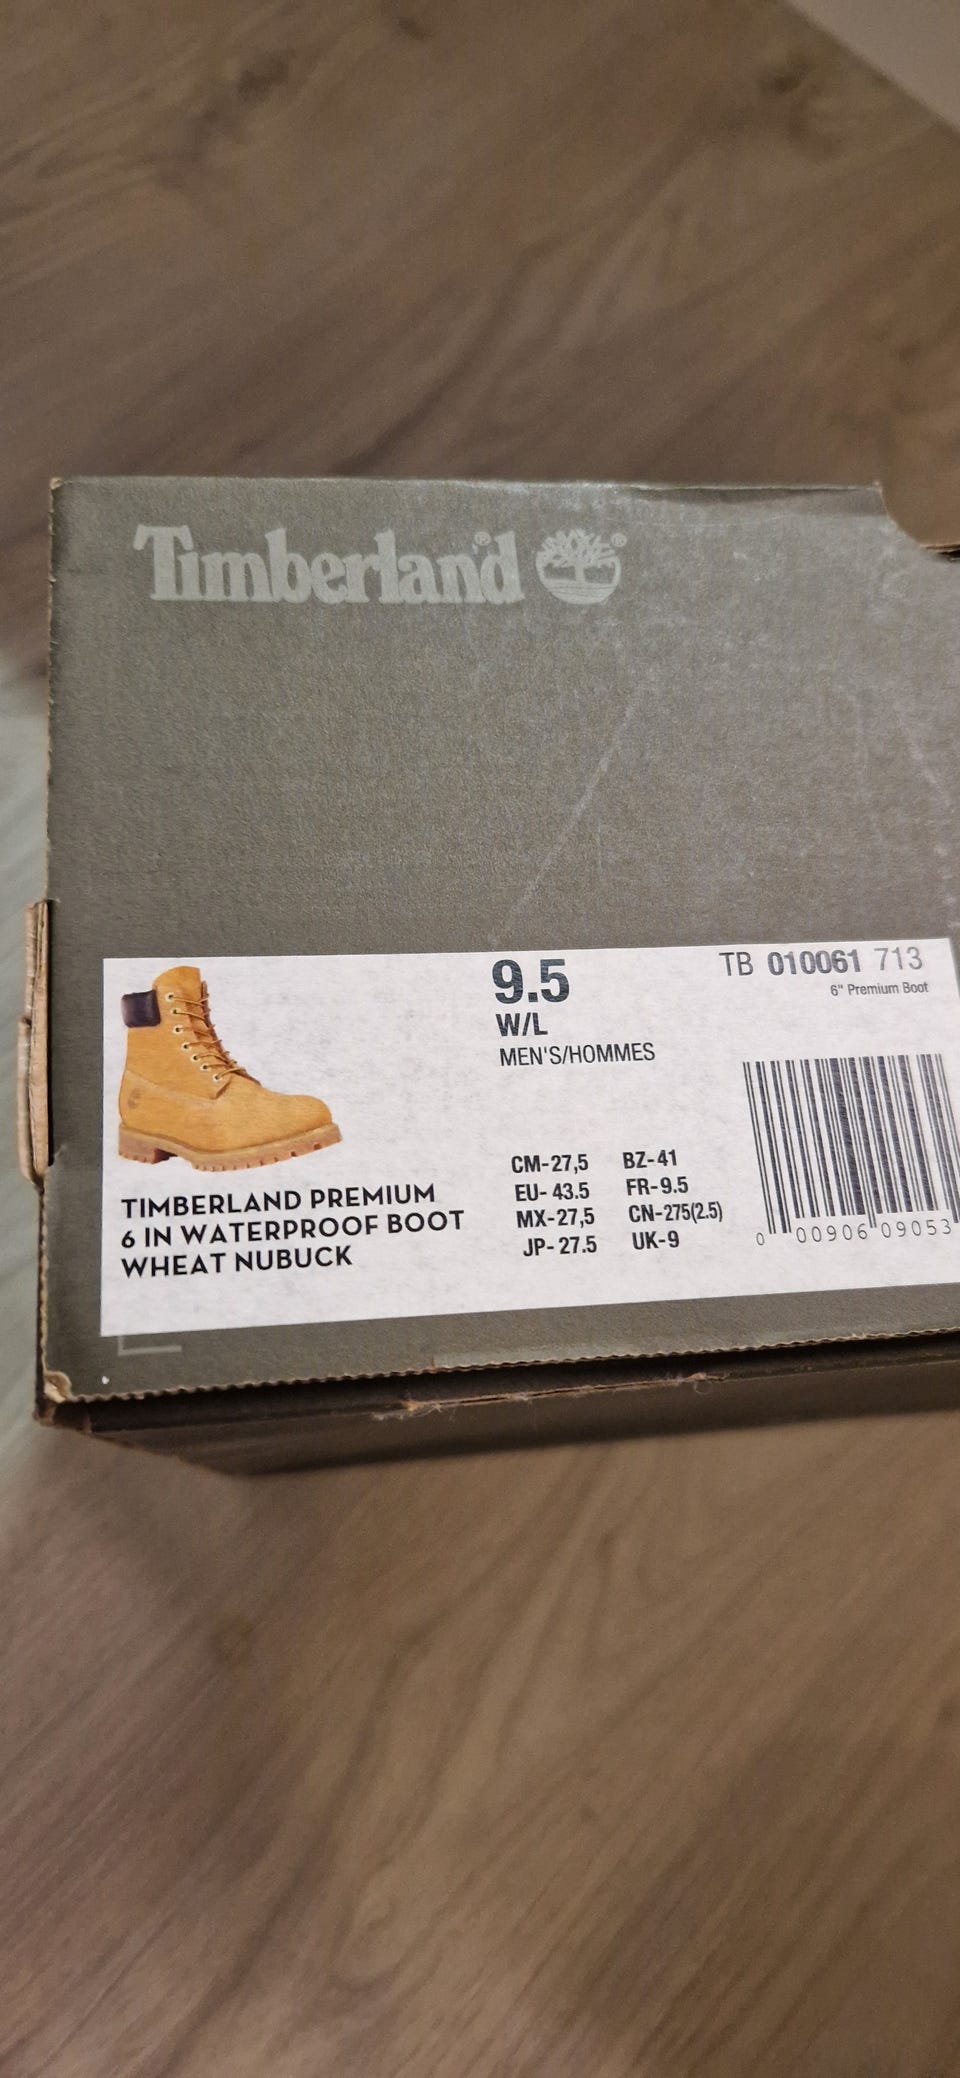 Timberland®
9.5
W/L
MEN'S/HOMMES
TB 010061 713
6" Premium Boot
CM-27,5 BZ-41
EU- 43.5 FR-9.5
MX-27,5 CN-275(2.5)
JP- 27.5 UK-9
0 00906 09053
TIMBERLAND PREMIUM
6 IN WATERPROOF BOOT
WHEAT NUBUCK